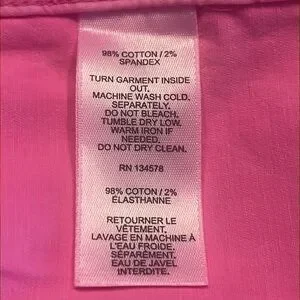 98% COTTON / 2%
SPANDEX
TURN GARMENT INSIDE
OUT.
MACHINE WASH COLD.
SEPARATELY.
DO NOT BLEACH.
TUMBLE DRY LOW.
WARM IRON IF
NEEDED.
DO NOT DRY CLEAN.
RN 134578
98% COTON / 2%
ÉLASTHANNE
RETOURNER LE
VÊTEMENT.
LAVAGE EN MACHINE À
L'EAU FROIDE.
SÉPARÉMENT.
EAU DE JAVEL
INTERDITE.